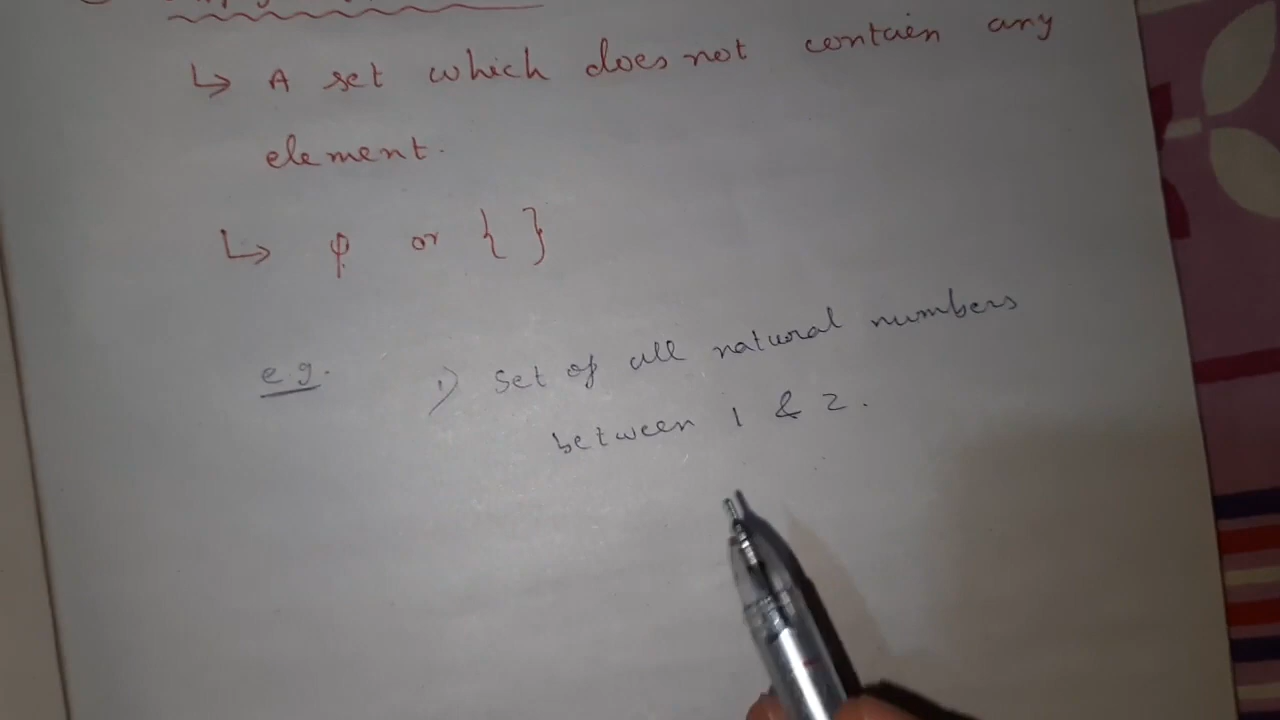 ↳ A set which does not contain any
element.
↳ φ or { }
e.g. 1) Set of all natural numbers
between 1 & 2.